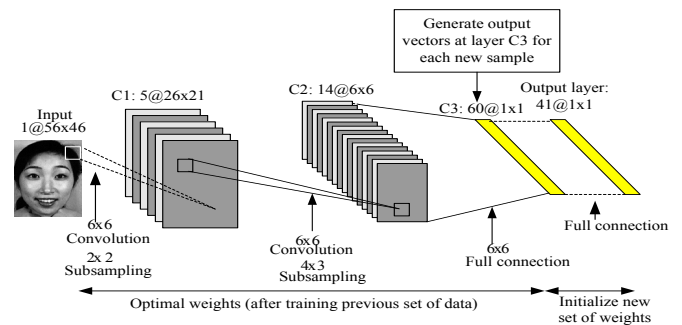 Generate output
vectors at layer C3 for
each new sample
C1: 5@26x21
C2: 14@6x6
Output layer:
41@1x1
C3: 60@1x1
Input
1@56x46
6x6
Convolution
2x 2
Subsampling
6x6
Convolution
4x3
Subsampling
6x6
Full connection
Full connection
Optimal weights (after training previous set of data)
Initialize new
set of weights